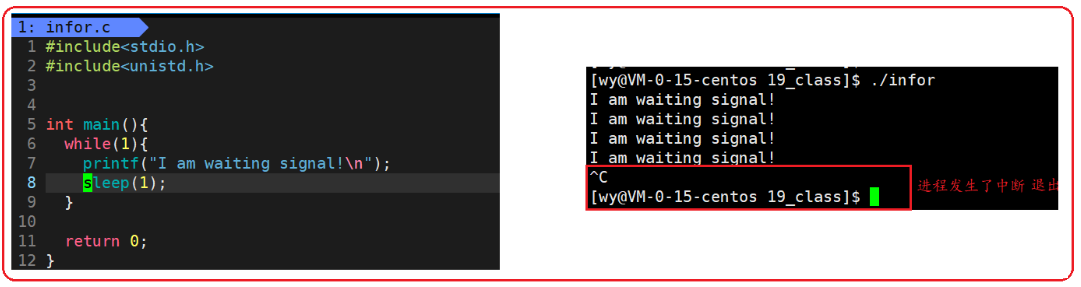 1: infor.c
1 #include<stdio.h>
2 #include<unistd.h>
3
4
5 int main(){
6   while(1){
7     printf("I am waiting signal!\n");
8     sleep(1);
9   }
10
11   return 0;
12 }
[wy@VM-0-15-centos 19_class]$ ./infor
I am waiting signal!
I am waiting signal!
I am waiting signal!
I am waiting signal!
^C
[wy@VM-0-15-centos 19_class]$
进程发生了中断 退出